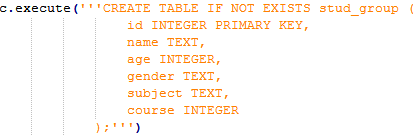 c.execute('''CREATE TABLE IF NOT EXISTS stud_group (
id INTEGER PRIMARY KEY,
name TEXT,
age INTEGER,
gender TEXT,
subject TEXT,
course INTEGER
);''')